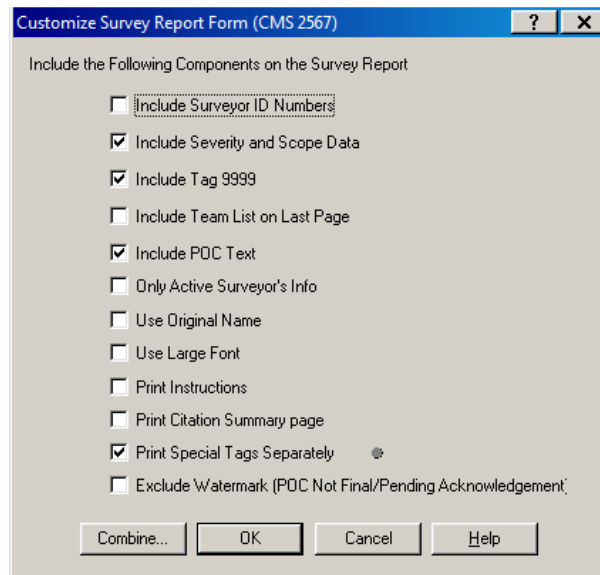 Customize Survey Report Form (CMS 2567)
Include the Following Components on the Survey Report
Include Surveyor ID Numbers
Include Severity and Scope Data
Include Tag 9999
Include Team List on Last Page
Include POC Text
Only Active Surveyor's Info
Use Original Name
Use Large Font
Print Instructions
Print Citation Summary page
Print Special Tags Separately
Exclude Watermark (POC Not Final/Pending Acknowledgement)
Combine... OK Cancel Help